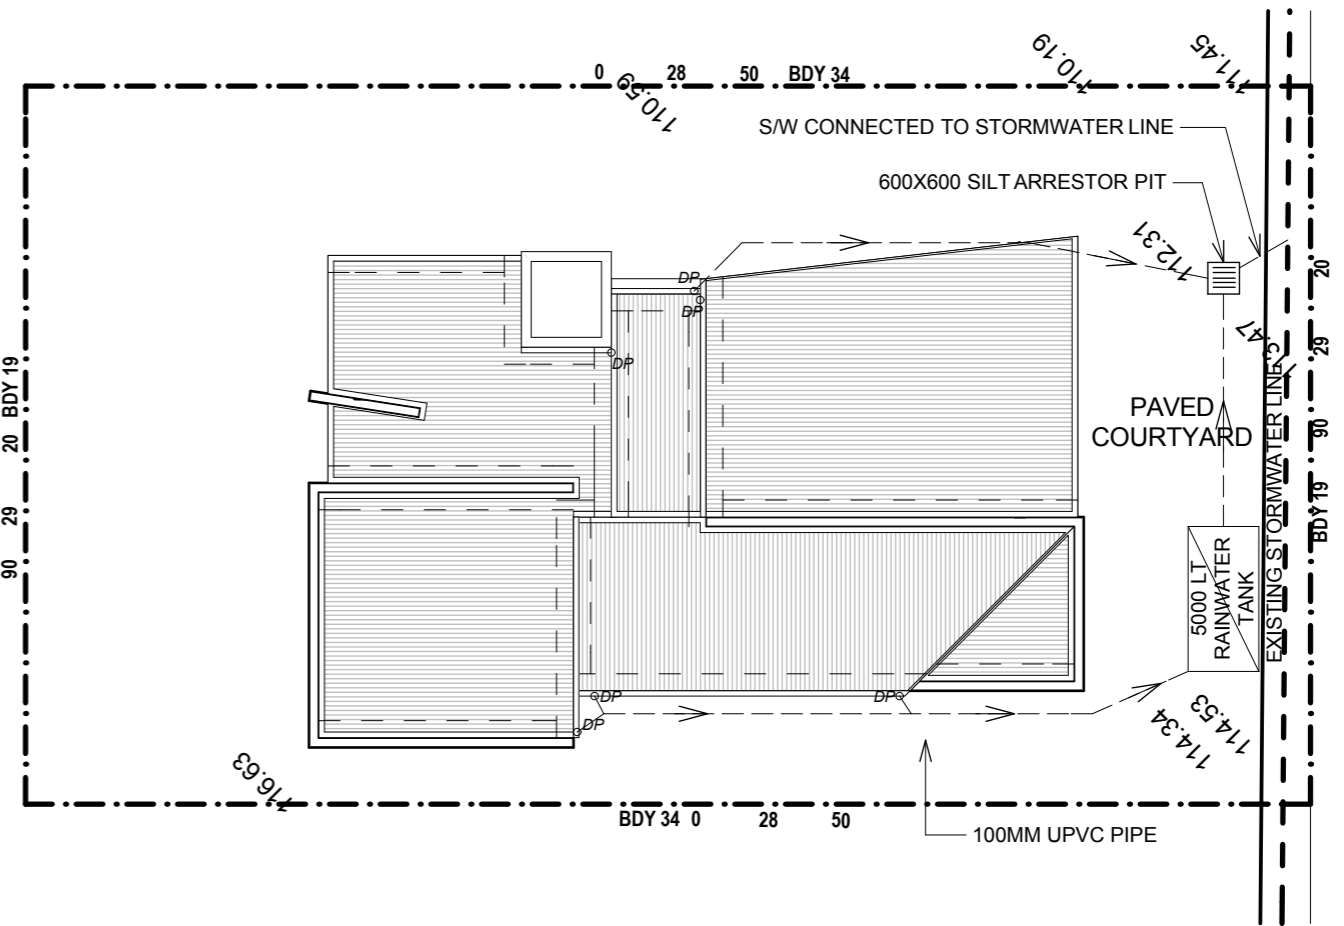 110.19
111.45
0 28 50 BDY 34
110.59
S/W CONNECTED TO STORMWATER LINE
600X600 SILT ARRESTOR PIT
112.31
DP
DP
DP
20 29 90 BDY 19
BDY 19 20 29 90
PAVED
COURTYARD
EXISTING STORMWATER LINE
5000 LT
RAINWATER
TANK
DP
DP
DP
114.34
114.53
116.63
BDY 34 0 28 50
100MM UPVC PIPE